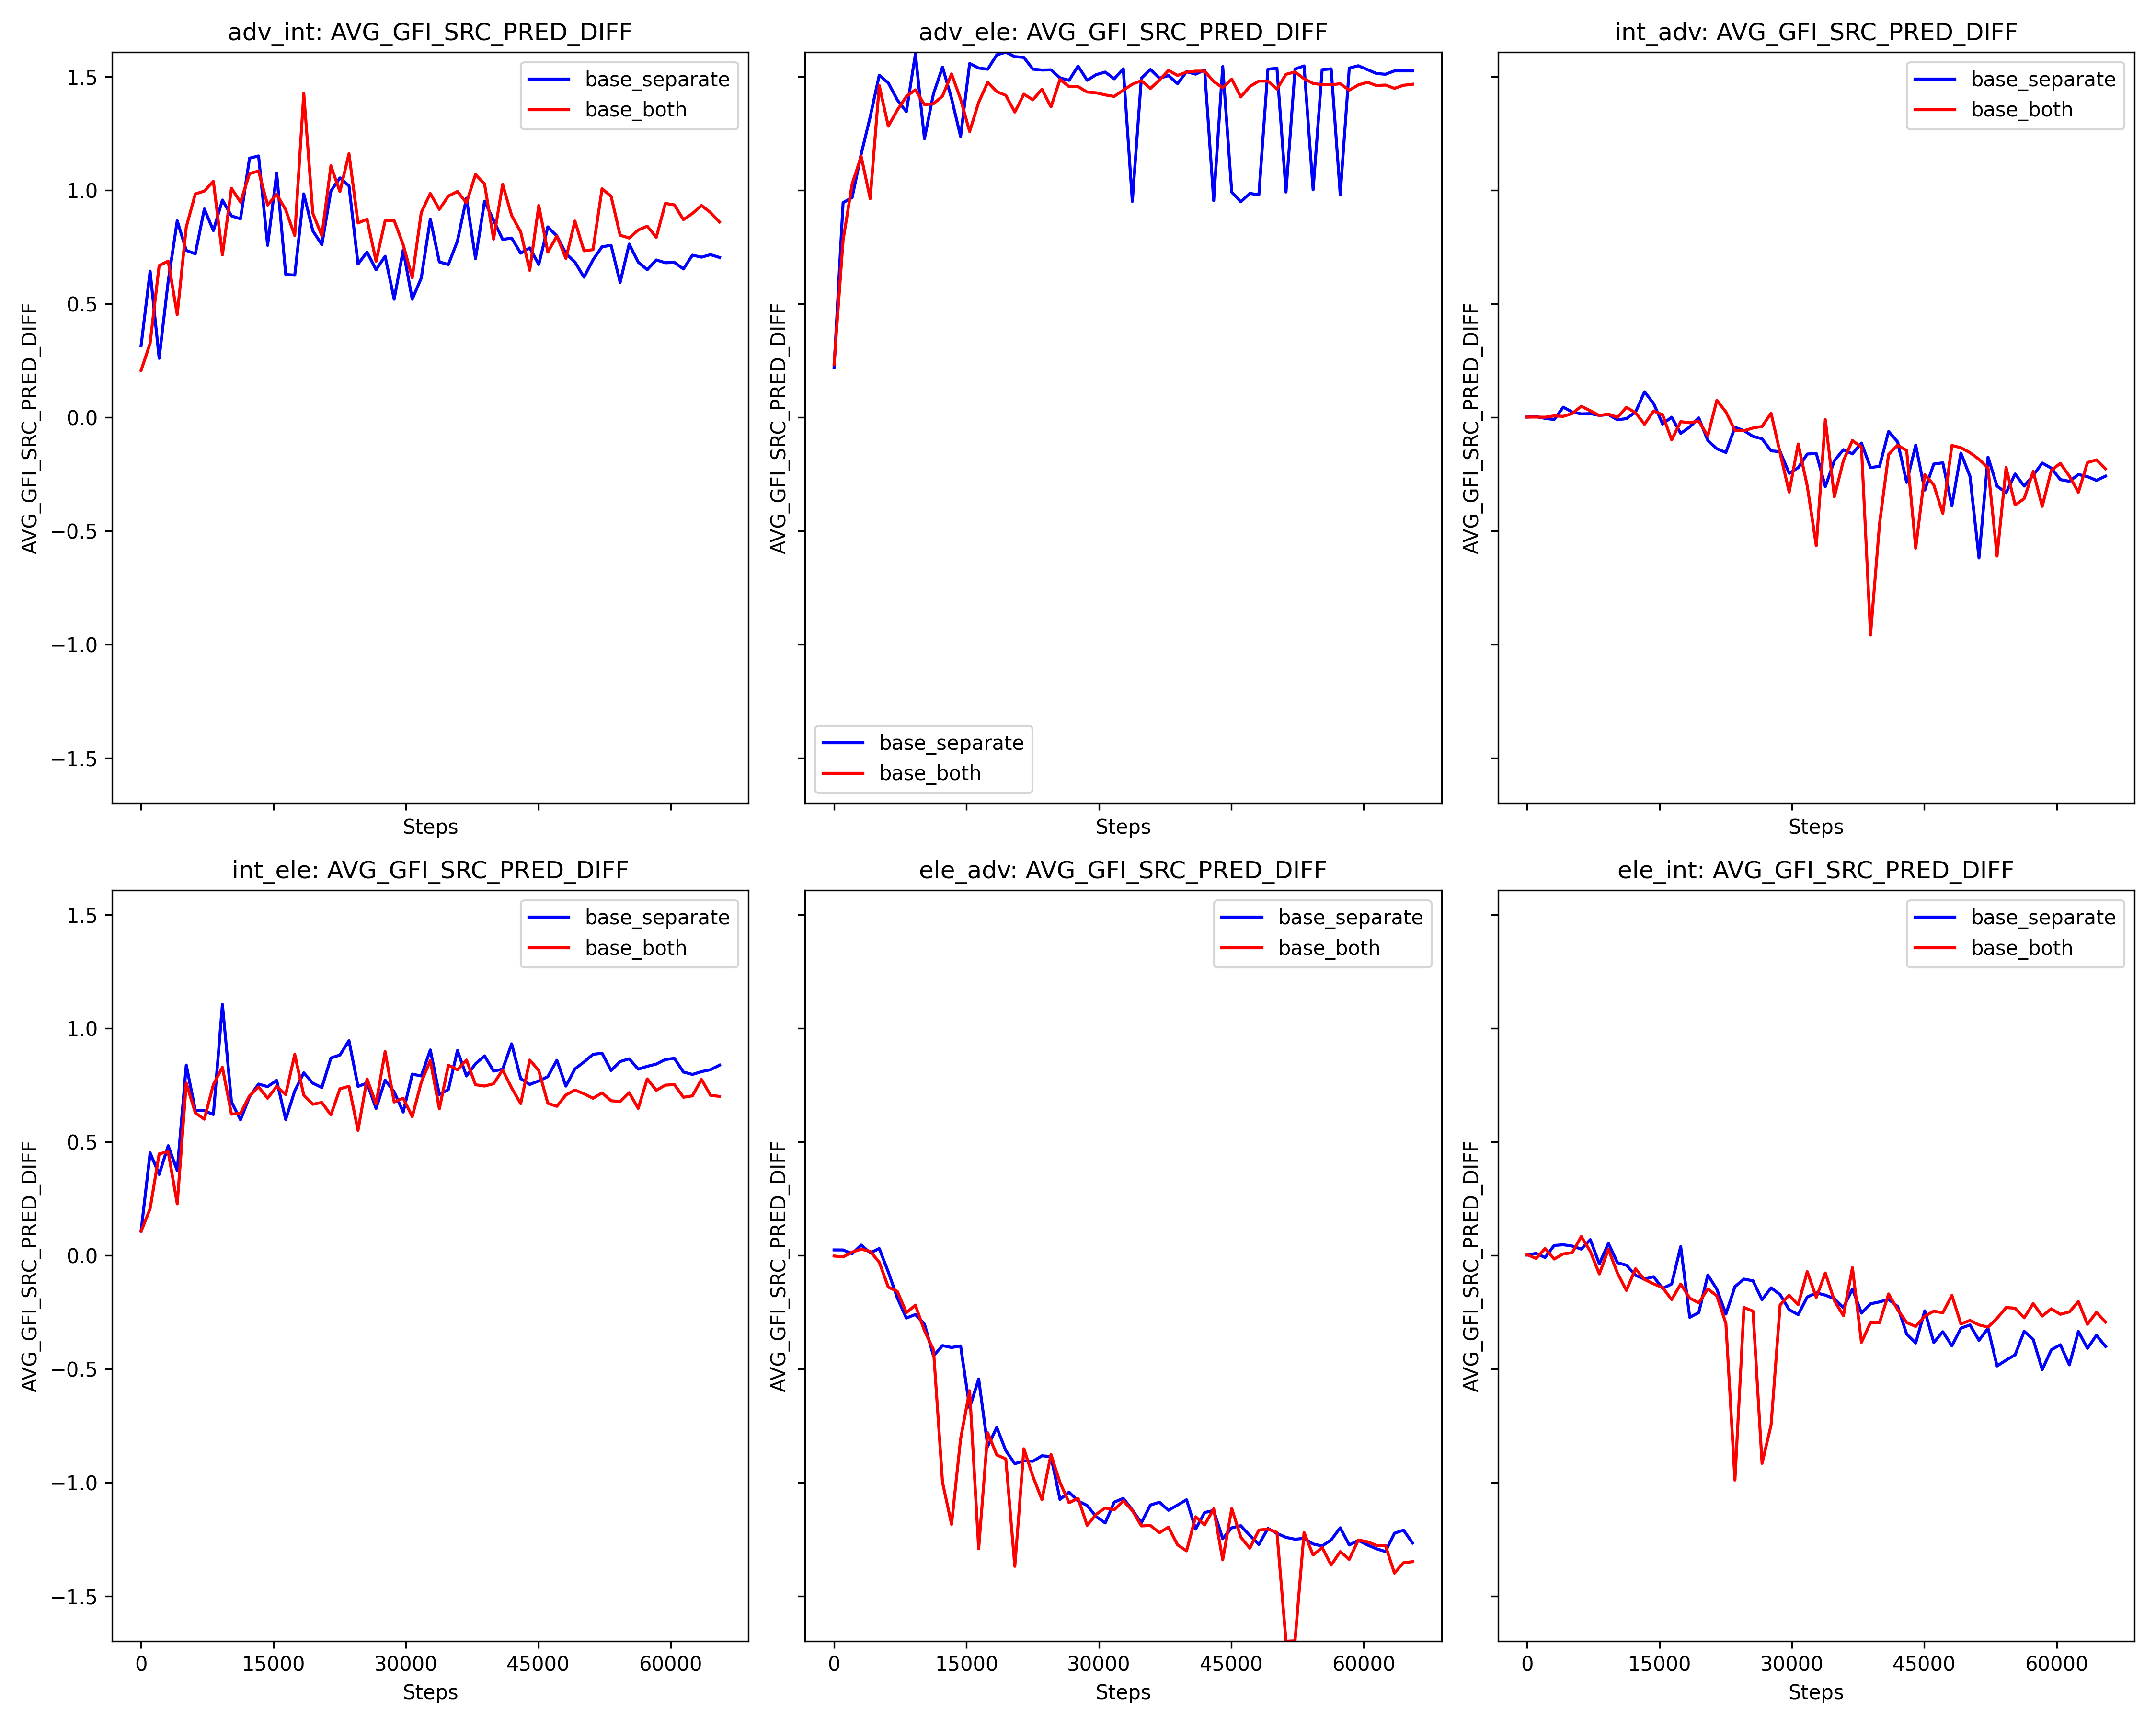 adv_int: AVG_GFI_SRC_PRED_DIFF
adv_ele: AVG_GFI_SRC_PRED_DIFF
int_adv: AVG_GFI_SRC_PRED_DIFF
AVG_GFI_SRC_PRED_DIFF
1.5
1.0
0.5
0.0
−0.5
−1.0
−1.5
base_separate
base_both
Steps
AVG_GFI_SRC_PRED_DIFF
base_separate
base_both
Steps
AVG_GFI_SRC_PRED_DIFF
base_separate
base_both
Steps
int_ele: AVG_GFI_SRC_PRED_DIFF
ele_adv: AVG_GFI_SRC_PRED_DIFF
ele_int: AVG_GFI_SRC_PRED_DIFF
AVG_GFI_SRC_PRED_DIFF
1.5
1.0
0.5
0.0
−0.5
−1.0
−1.5
base_separate
base_both
0 15000 30000 45000 60000
Steps
AVG_GFI_SRC_PRED_DIFF
base_separate
base_both
0 15000 30000 45000 60000
Steps
AVG_GFI_SRC_PRED_DIFF
base_separate
base_both
0 15000 30000 45000 60000
Steps